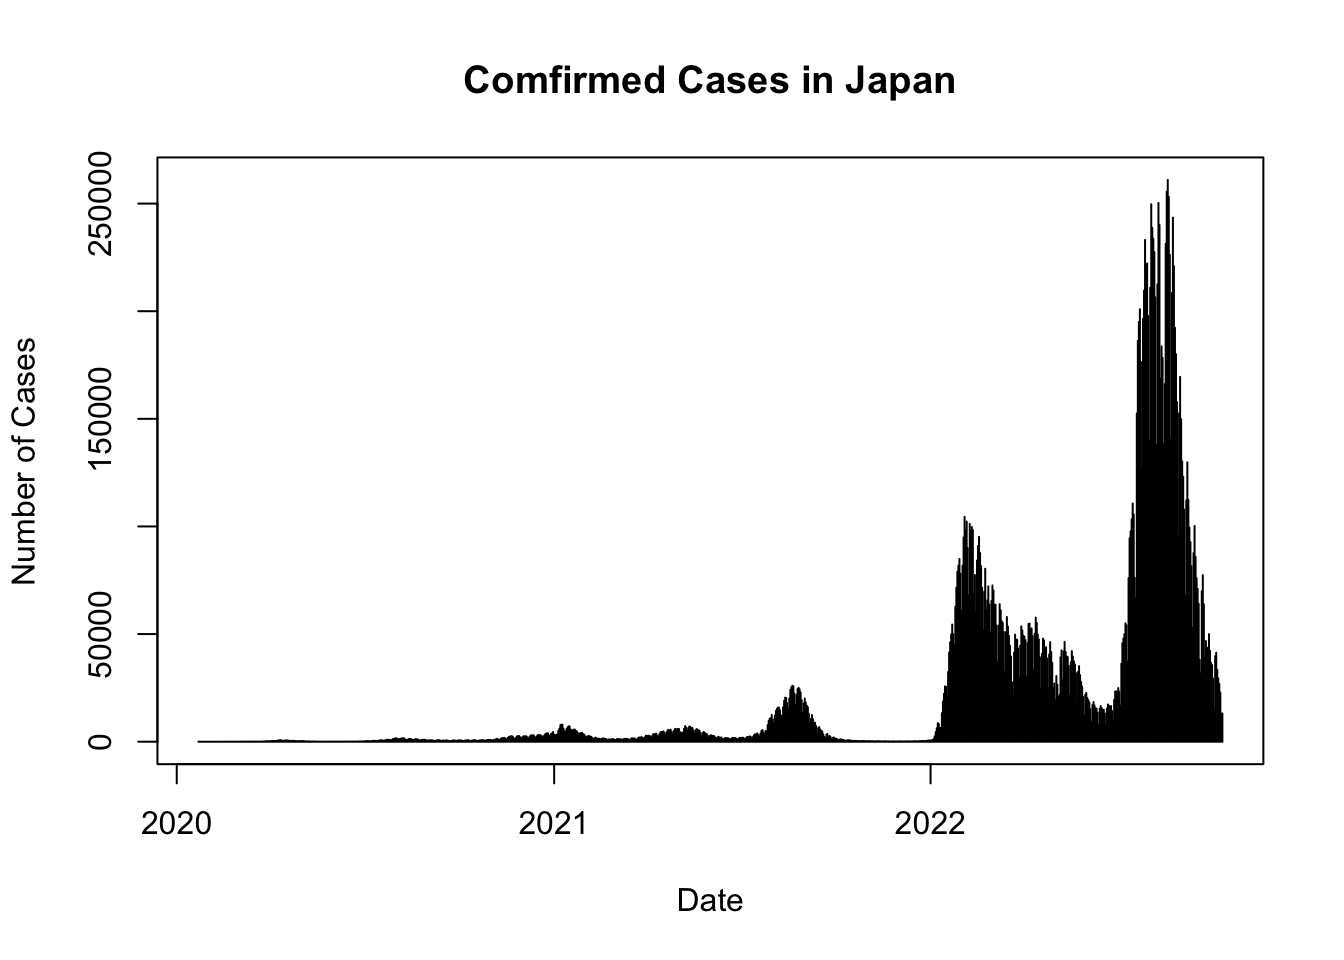 Comfirmed Cases in Japan
Number of Cases
250000
150000
50000
0
2020 2021 2022
Date